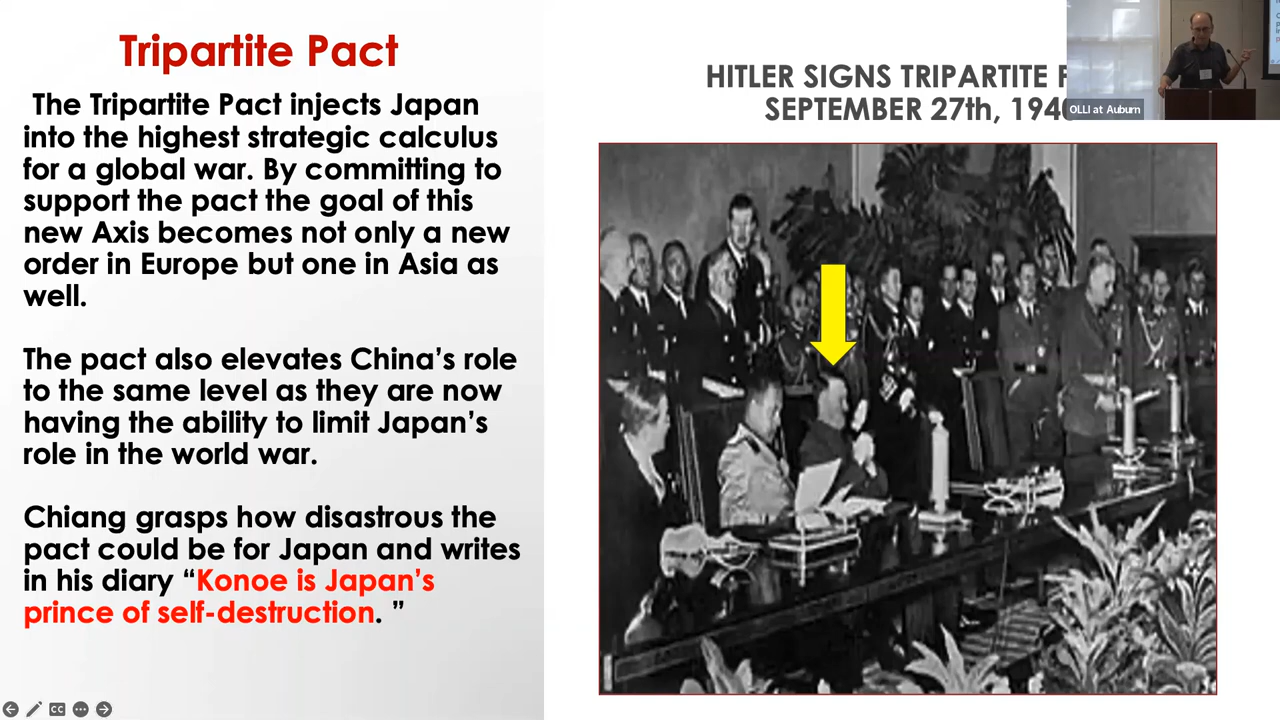 Tripartite Pact
The Tripartite Pact injects Japan
into the highest strategic calculus
for a global war. By committing to
support the pact the goal of this
new Axis becomes not only a new
order in Europe but one in Asia as
well.
The pact also elevates China's role
to the same level as they are now
having the ability to limit Japan's
role in the world war.
Chiang grasps how disastrous the
pact could be for Japan and writes
in his diary “Konoe is Japan's
prince of self-destruction. ”
HITLER SIGNS TRIPARTITE
SEPTEMBER 27th, 194
OLLI at Auburn
CC